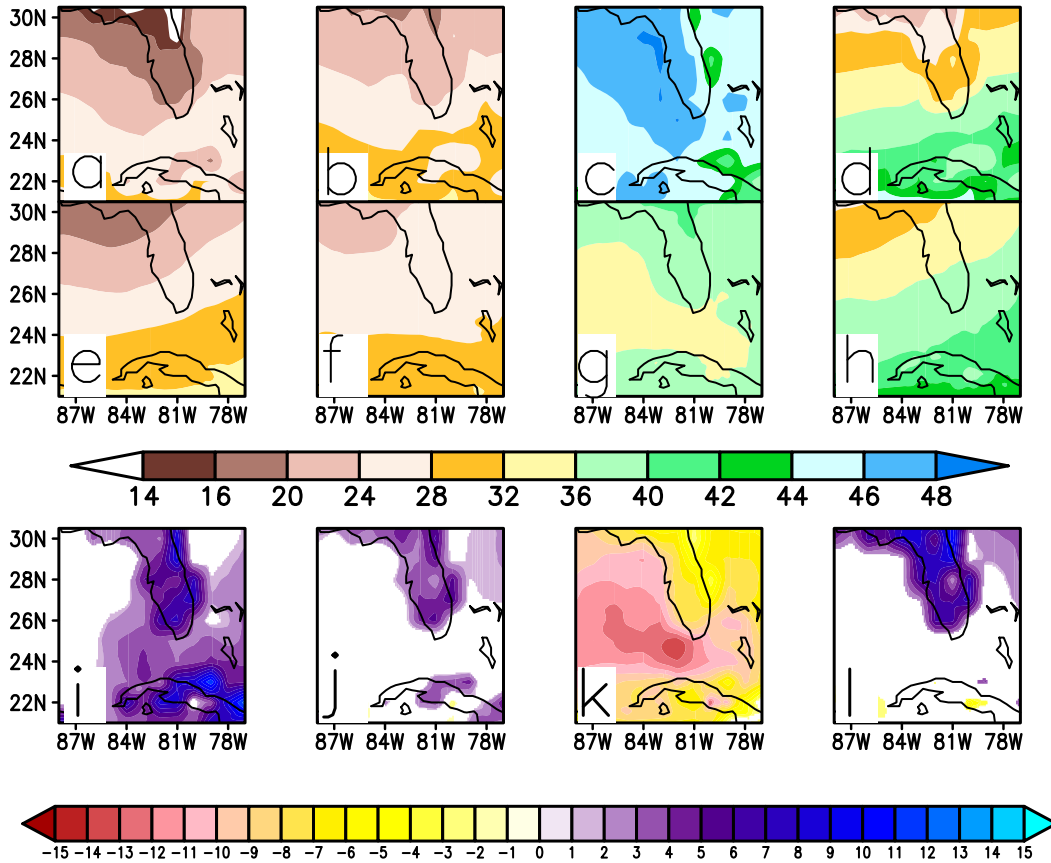 30N
28N
26N
24N
22N
a b c d
30N
28N
26N
24N
22N
e f g h
87W 84W 81W 78W 87W 84W 81W 78W 87W 84W 81W 78W 87W 84W 81W 78W
14 16 20 24 28 32 36 40 42 44 46 48
30N
28N
26N
24N
22N
i j k l
87W 84W 81W 78W 87W 84W 81W 78W 87W 84W 81W 78W 87W 84W 81W 78W
-15 -14 -13 -12 -11 -10 -9 -8 -7 -6 -5 -4 -3 -2 -1 0 1 2 3 4 5 6 7 8 9 10 11 12 13 14 15